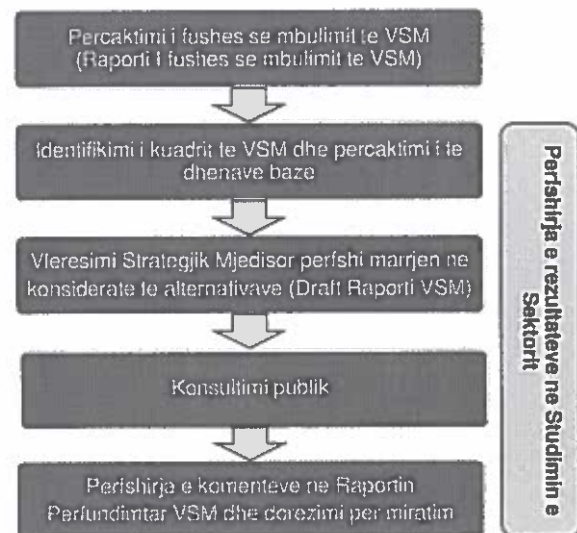 Percaktimi i fushes se mbulimit te VSM
(Raporti I fushes se mbulimit te VSM)
Identifikimi i kuadrit te VSM dhe percaktimi i te
dhenave baze
Vleresimi Strategjik Mjedisor perfshi marrjen ne
konsiderate te alternativave (Draft Raporti VSM)
Konsultimi publik
Perfshirja e komenteve ne Raportin
Perfundimtar VSM dhe dorezimi per miratim
Perfshirja e rezultateve ne Studimin e
Sektorit